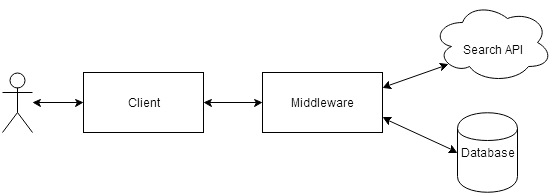 Client
Middleware
Search API
Database